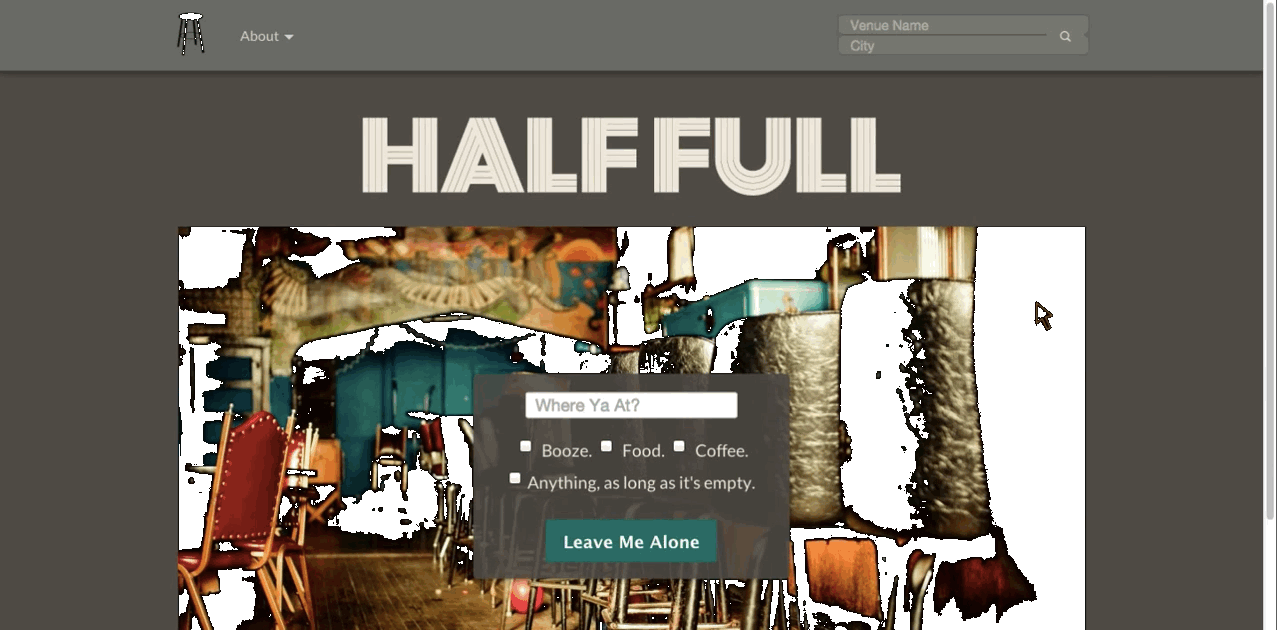 About
Venue Name
City
HALF FULL
Where Ya At?
Booze. Food. Coffee.
Anything, as long as it's empty.
Leave Me Alone